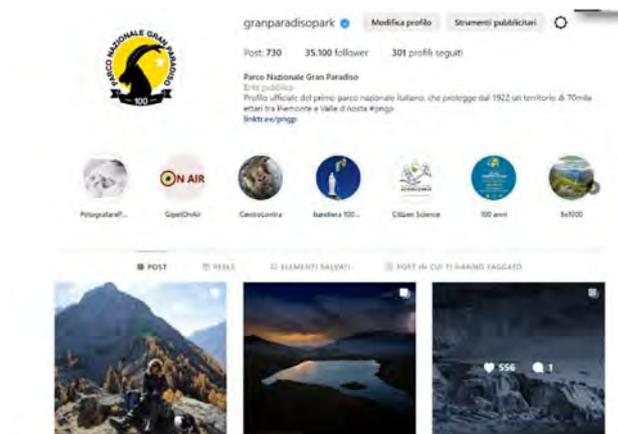 PARCO NAZIONALE GRAN PARADISO
100
granparadisopark Modifica profilo Strumenti pubblicitari
Post: 730 35.100 follower 301 profili seguiti
Parco Nazionale Gran Paradiso
Ente pubblico
Profilo ufficiale del primo parco nazionale italiano, che protegge dal 1922 un territorio di 70mila
ettari tra Piemonte e Valle d'Aosta #pngp
linktr.ee/pngp
ON AIR
FotografareP... GipetOnAir CentroLontra bandiera 100... Citizen Science 100 anni 5x1000
POST REELS ELEMENTI SALVATI POST IN CUI TI HANNO TAGGATO
556 1